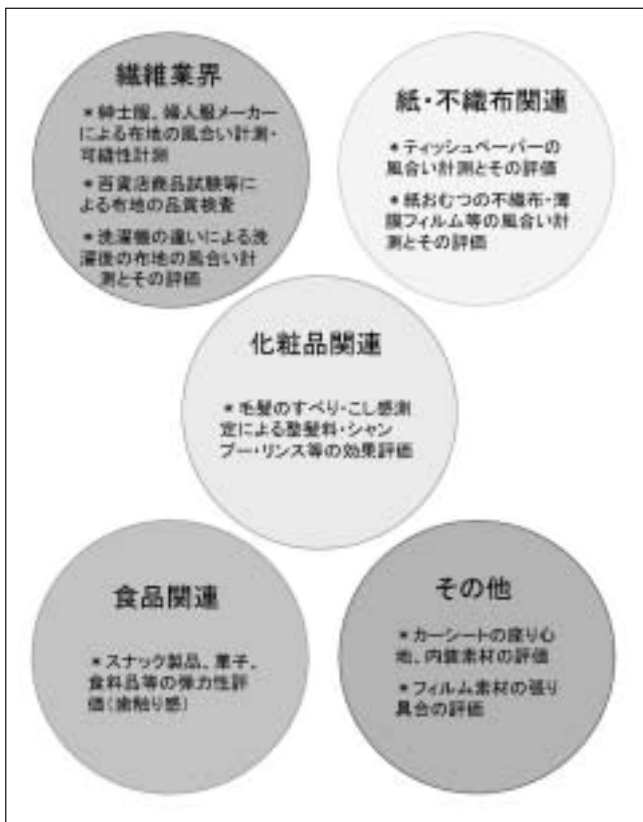 繊維業界
＊紳士服、婦人服メーカー
による布地の風合い計測・
可縫性計測
＊百貨店商品試験等に
よる布地の品質検査
＊洗濯機の違いによる洗
濯後の布地の風合い計
測とその評価
紙・不織布関連
＊ティッシュペーパーの
風合い計測とその評価
＊紙おむつの不織布・薄
膜フィルム等の風合い計
測とその評価
化粧品関連
＊毛髪のすべり・こし感測
定による整髪料・シャン
プー・リンス等の効果評価
食品関連
＊スナック製品、菓子、
食料品等の弾力性評
価（歯触り感）
その他
＊カーシートの座り心
地、内装素材の評価
＊フィルム素材の張り
具合の評価